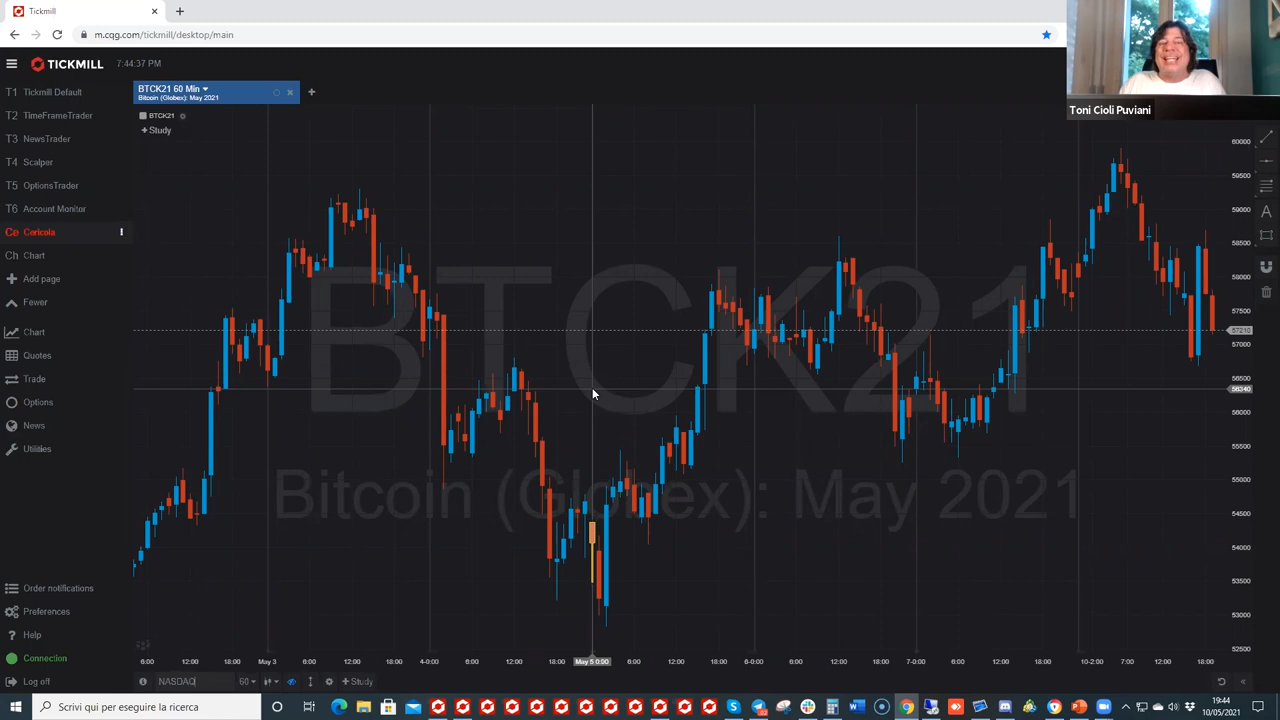 Tickmill
m.cqg.com/tickmill/desktop/main
TICKMILL
7:44:37 PM
T1 Tickmill Default
T2 TimeFrameTrader
T3 NewsTrader
T4 Scalper
T5 OptionsTrader
T6 Account Monitor
Ce Cericola
Ch Chart
Add page
Fewer
Chart
Quotes
Trade
Options
News
Utilities
Order notifications
Preferences
Help
Connection
Log off
BTCK21 60 Min
Bitcoin (Globex): May 2021
BTCK21
+ Study
BTCK21
Bitcoin (Globex): May 2021
Toni Cioli Puviani
60000
59500
59000
58500
58000
57500
57210
57000
56500
56340
56000
55500
55000
54500
54000
53500
53000
52500
6:00 12:00 18:00 May 3 6:00 12:00 18:00 4-0:00 6:00 12:00 18:00 May 5 0:00 6:00 12:00 18:00 6-0:00 6:00 12:00 18:00 7-0:00 6:00 12:00 18:00 10-2:00 7:00 12:00 18:00
NASDAQ 60 + Study
Scrivi qui per eseguire la ricerca
19:44
10/05/2021